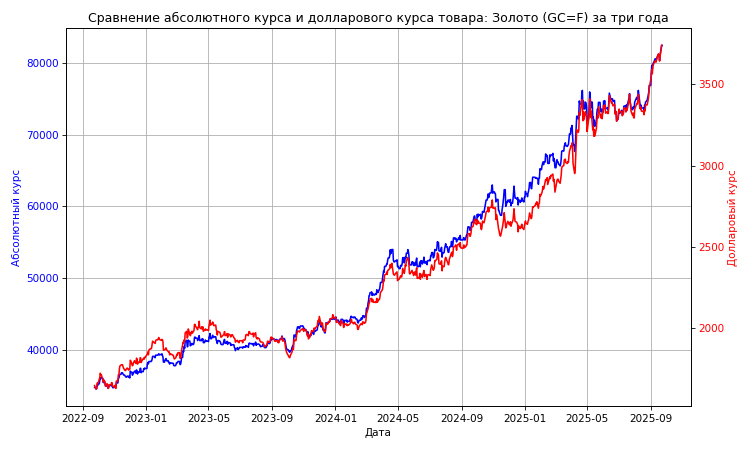 Сравнение абсолютного курса и долларового курса товара: Золото (GC=F) за три года
80000
70000
60000
50000
40000
Абсолютный курс
3500
3000
2500
2000
Долларовый курс
2022-09 2023-01 2023-05 2023-09 2024-01 2024-05 2024-09 2025-01 2025-05 2025-09
Дата